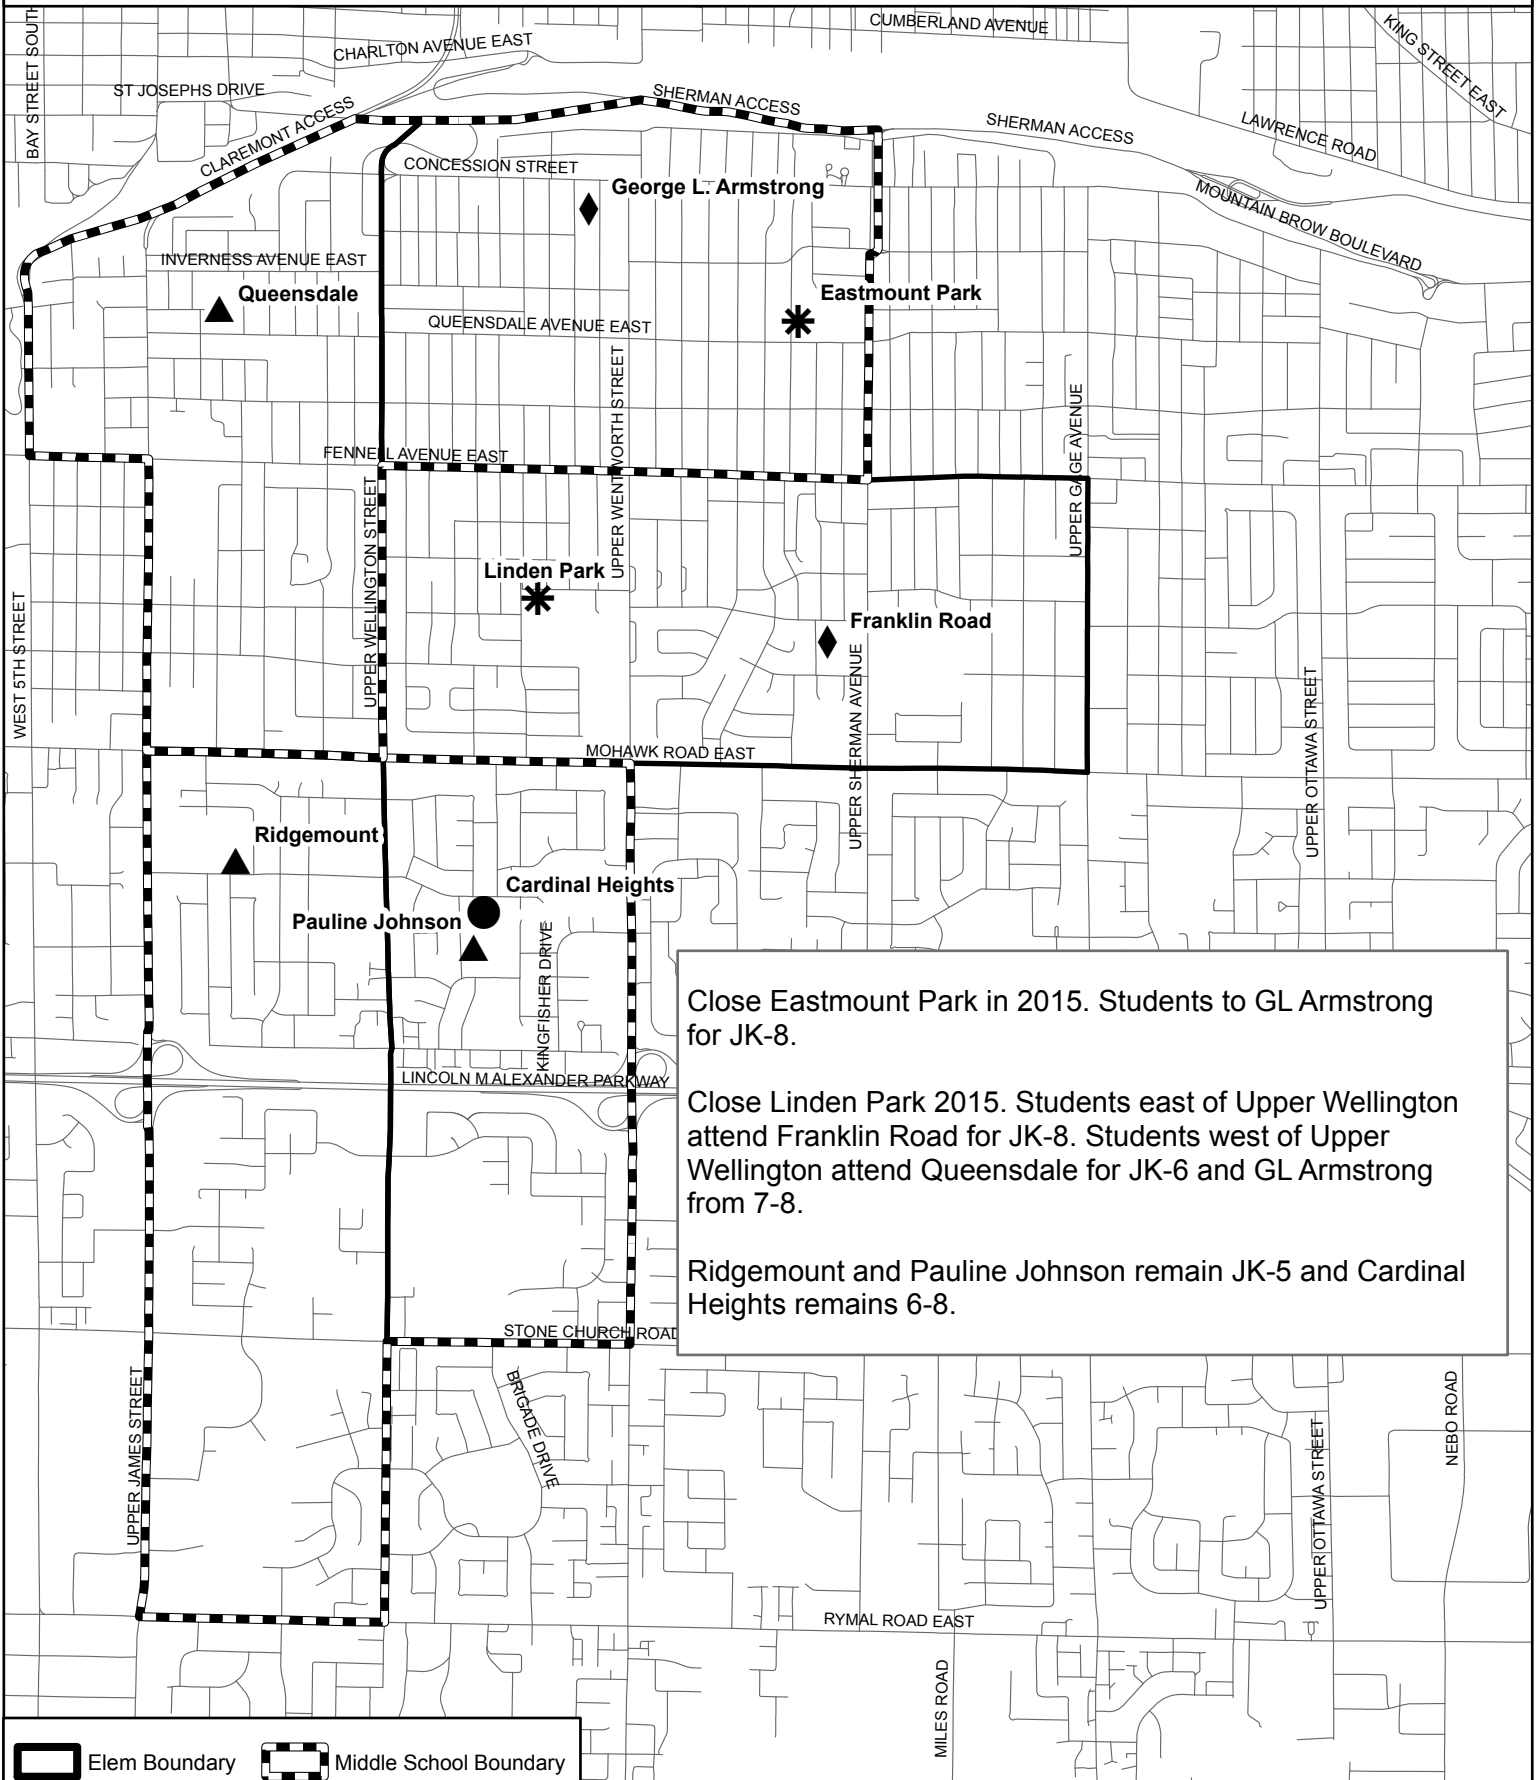 CUMBERLAND AVENUE
KING STREET EAST
BAY STREET SOUTH
CHARLTON AVENUE EAST
ST JOSEPHS DRIVE
SHERMAN ACCESS
CLAREMONT ACCESS
SHERMAN ACCESS
LAWRENCE ROAD
CONCESSION STREET
George L. Armstrong
MOUNTAIN BROW BOULEVARD
INVERNESS AVENUE EAST
Queensdale
Eastmount Park
QUEENSDALE AVENUE EAST
UPPER WENTWORTH STREET
UPPER GAGE AVENUE
FENNELL AVENUE EAST
UPPER WELLINGTON STREET
Linden Park
WEST 5TH STREET
Franklin Road
UPPER SHERMAN AVENUE
UPPER OTTAWA STREET
MOHAWK ROAD EAST
Ridgemount
Cardinal Heights
Pauline Johnson
KINGFISHER DRIVE
LINCOLN M ALEXANDER PARKWAY
Close Eastmount Park in 2015. Students to GL Armstrong
for JK-8.
Close Linden Park 2015. Students east of Upper Wellington
attend Franklin Road for JK-8. Students west of Upper
Wellington attend Queensdale for JK-6 and GL Armstrong
from 7-8.
Ridgemount and Pauline Johnson remain JK-5 and Cardinal
Heights remains 6-8.
STONE CHURCH ROAD
UPPER JAMES STREET
BRIGADE DRIVE
NEBO ROAD
UPPER OTTAWA STREET
RYMAL ROAD EAST
MILES ROAD
Elem Boundary
Middle School Boundary